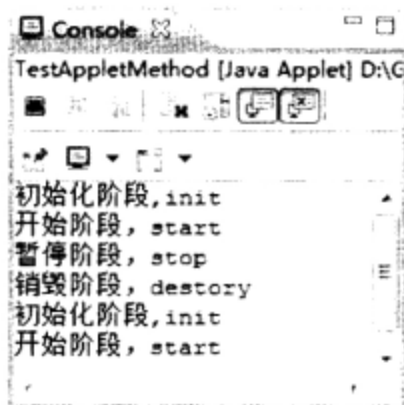 Console
TestAppletMethod [Java Applet] D:\G
初始化阶段,init
开始阶段，start
暂停阶段，stop
销毁阶段，destory
初始化阶段,init
开始阶段，start